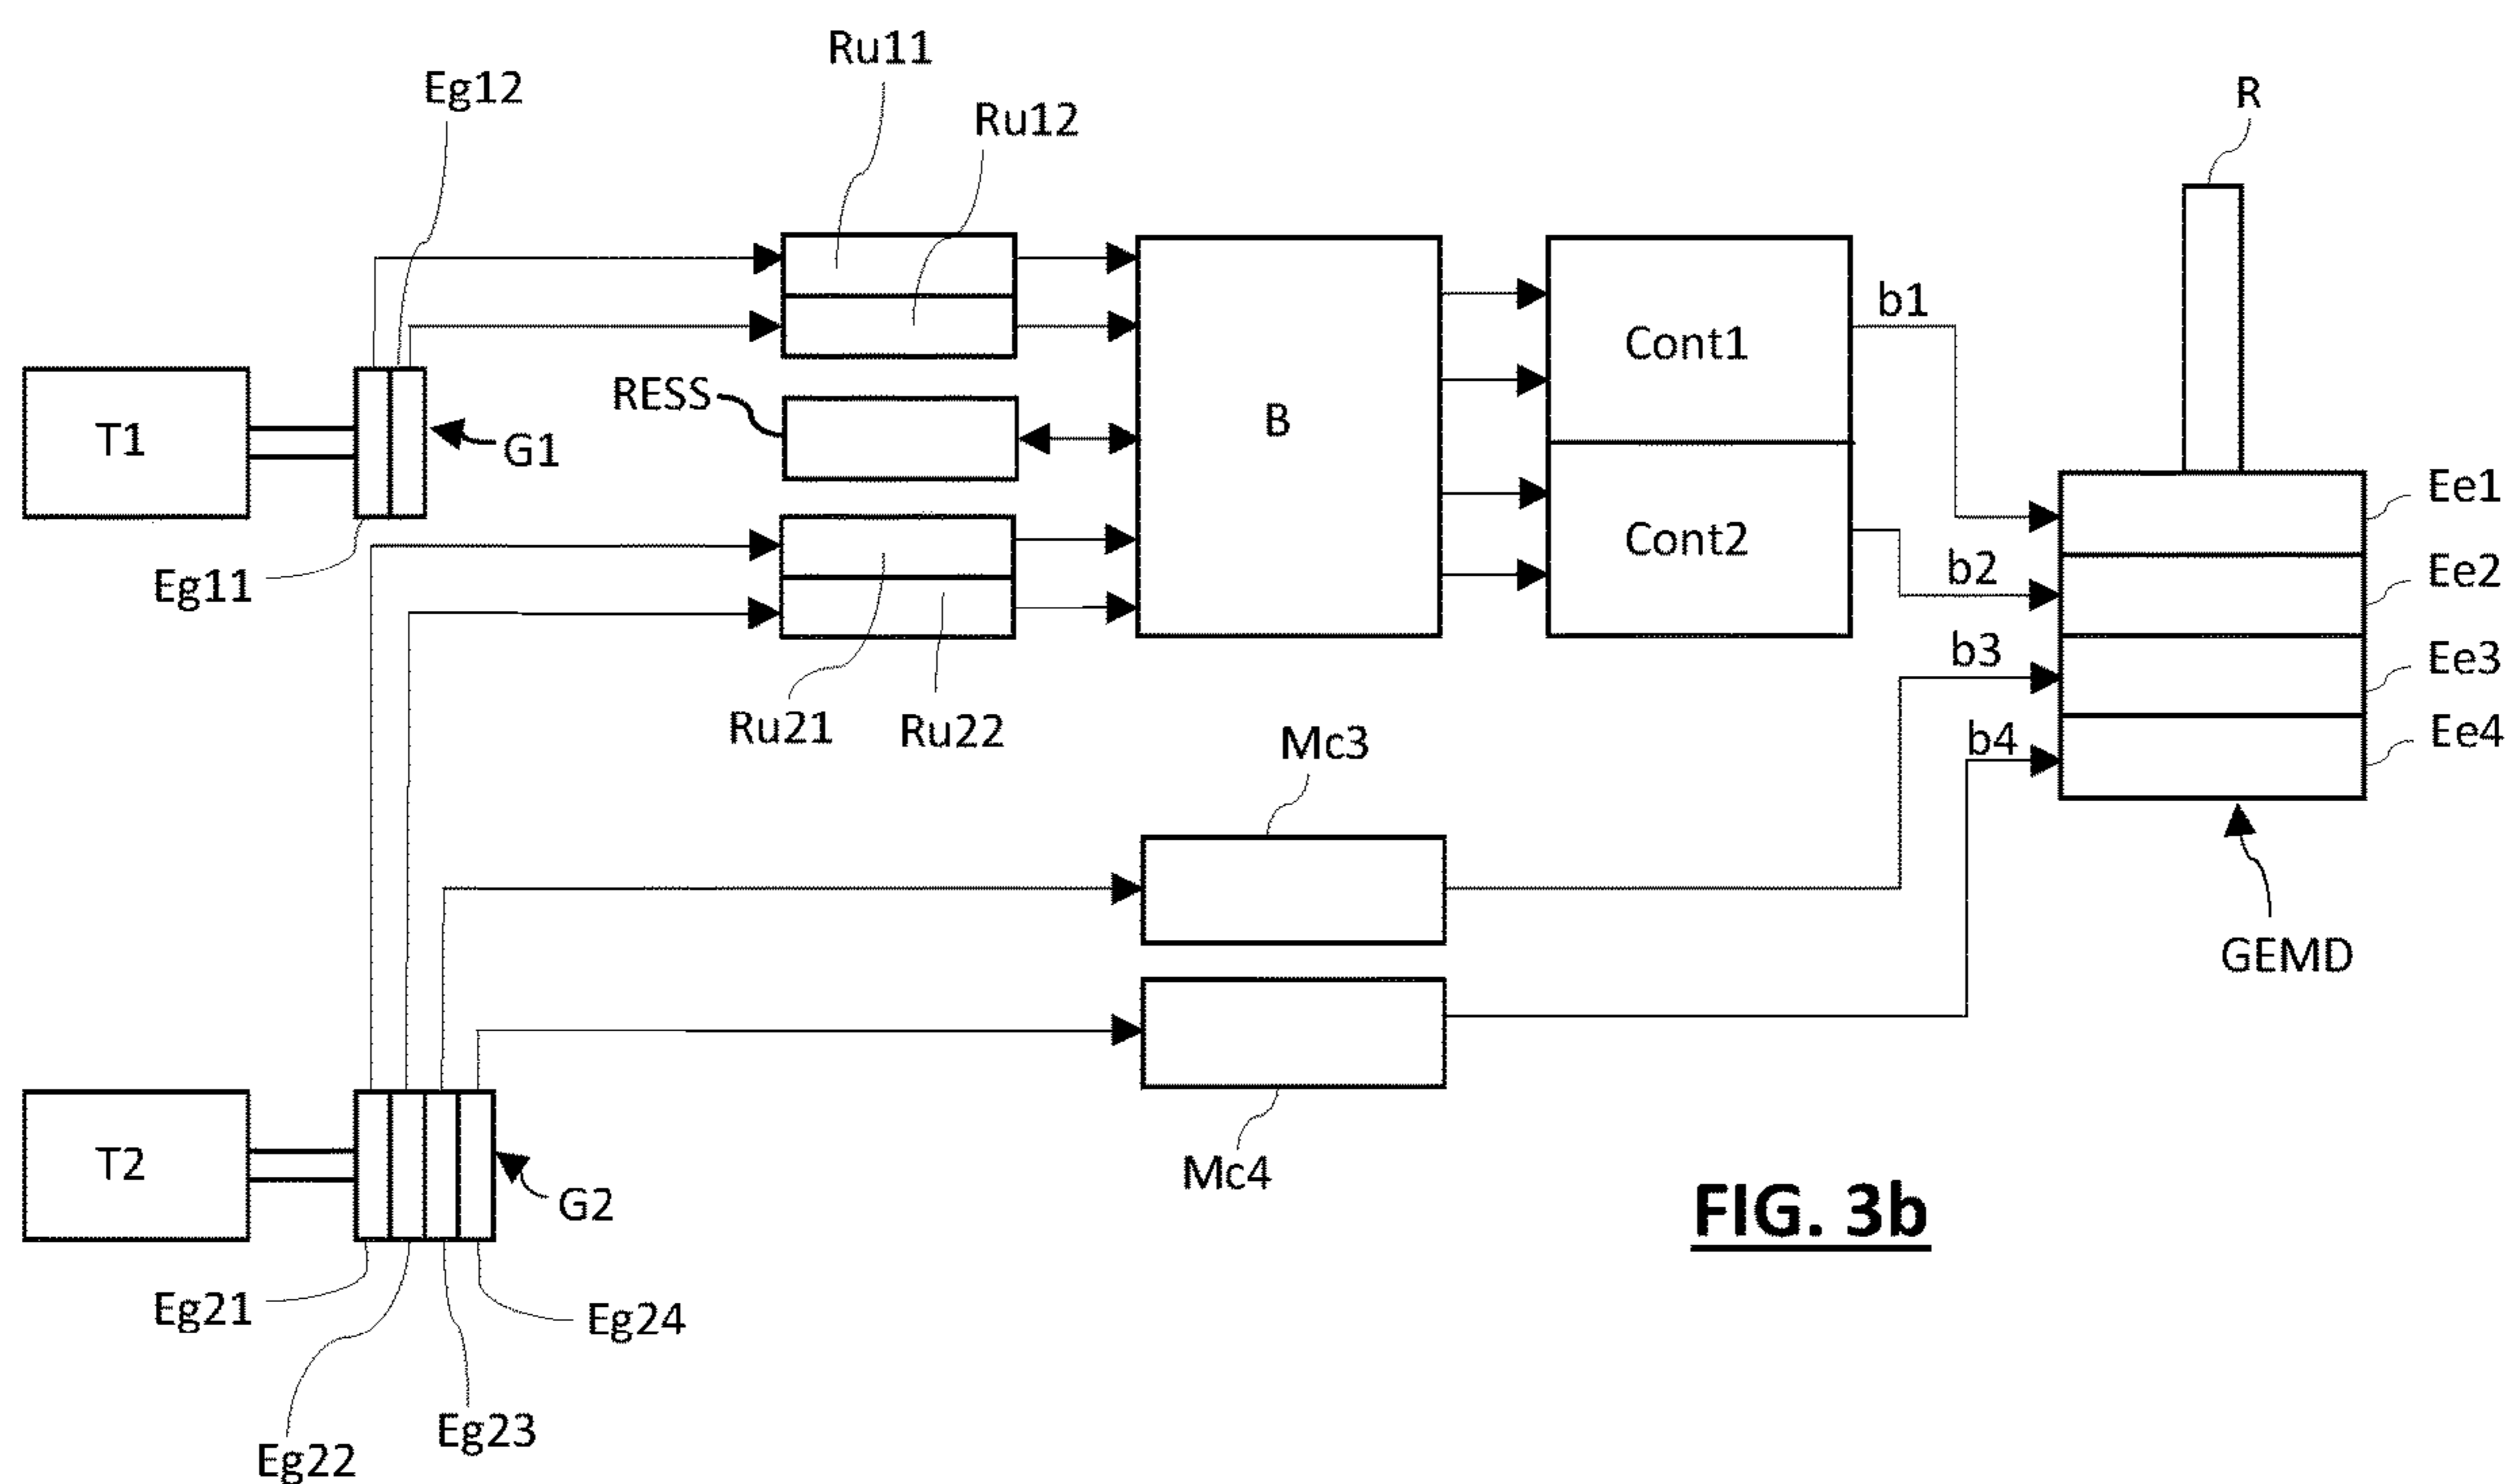 Ru11
Eg12
R
Ru12
b1
Cont1
RESS
T1
B
G1
Ee1
Cont2
b2
Ee2
Eg11
b3
Ee3
Ru21
Ru22
Mc3
b4
Ee4
GEMD
T2
Mc4
G2
FIG. 3b
Eg21
Eg24
Eg23
Eg22